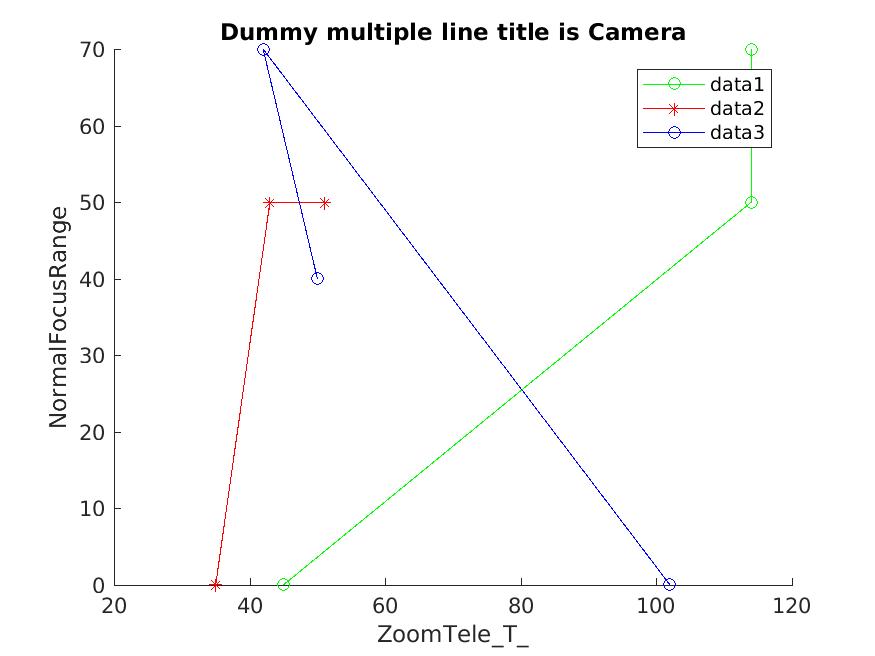 Dummy multiple line title is Camera
70
60
50
40
30
20
10
0
NormalFocusRange
data1
data2
data3
20 40 60 80 100 120
ZoomTele_T_